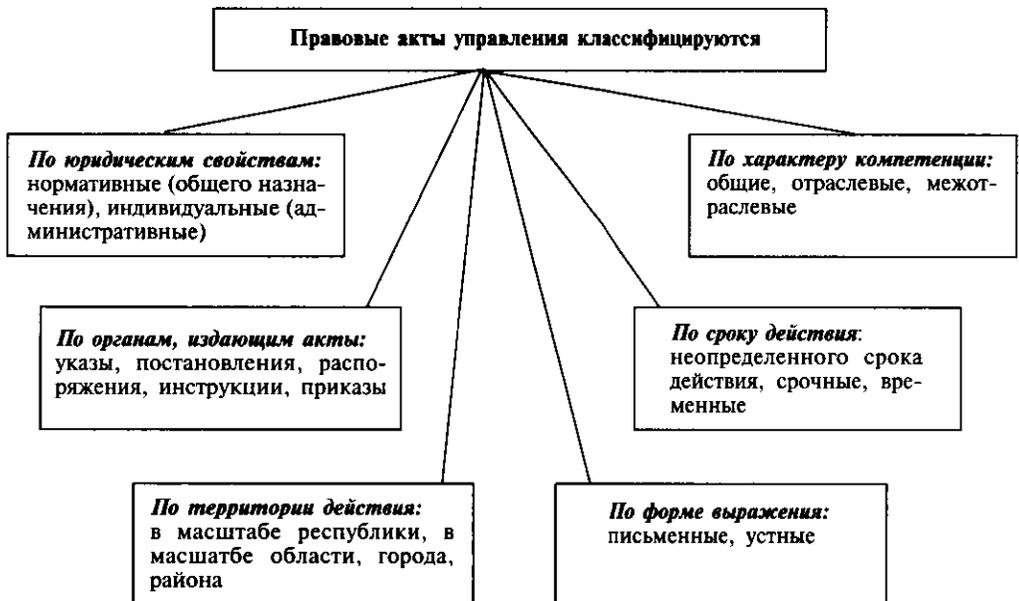 Правовые акты управления классифицируются
По юридическим свойствам:
нормативные (общего назна-
чения), индивидуальные (ад-
министративные)
По характеру компетенции:
общие, отраслевые, межот-
раслевые
По органам, издающим акты:
указы, постановления, распо-
ряжения, инструкции, приказы
По сроку действия:
неопределенного срока
действия, срочные, вре-
менные
По территории действия:
в масштабе республики, в
масшатбе области, города,
района
По форме выражения:
письменные, устные